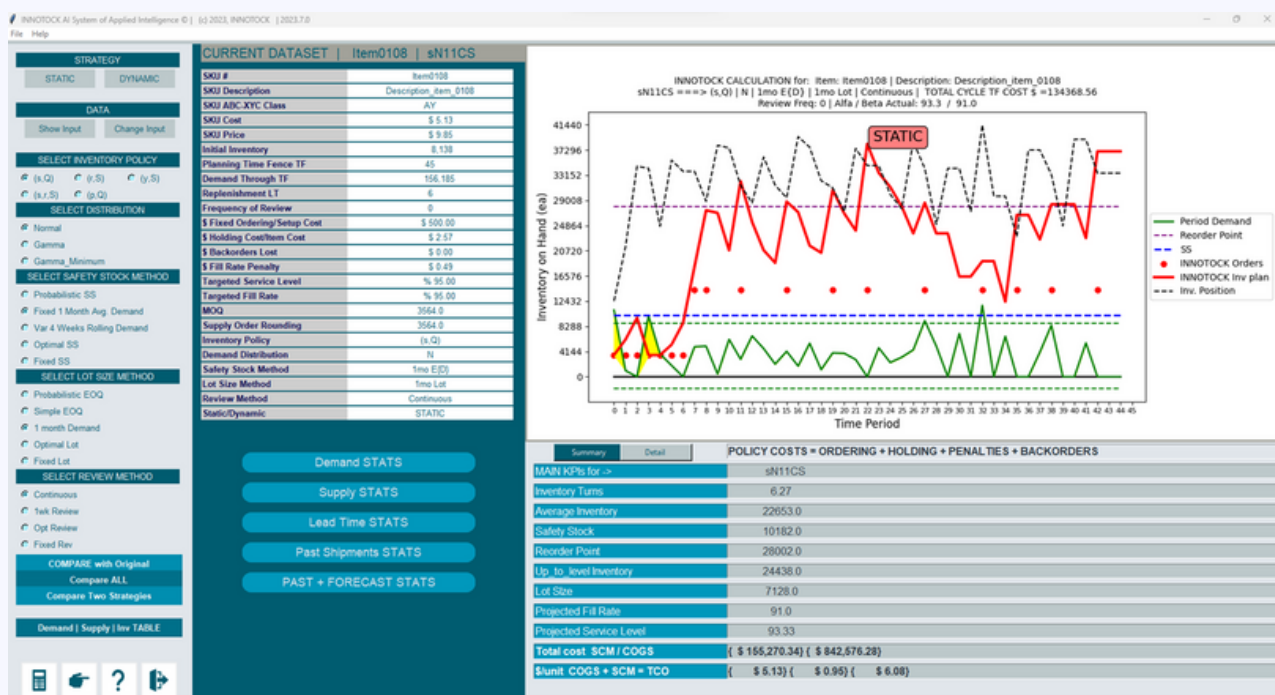 INNOTOCK AI System of Applied Intelligence © | (c) 2023, INNOTOCK | 2023.7.0
File Help
STRATEGY
STATIC DYNAMIC
DATA
Show Input Change Input
SELECT INVENTORY POLICY
(s,Q) (r,S) (y,S)
(s,r,S) (p,Q)
SELECT DISTRIBUTION
Normal
Gamma
Gamma_Minimum
SELECT SAFETY STOCK METHOD
Probabilistic SS
Fixed 1 Month Avg. Demand
Var 4 Weeks Rolling Demand
Optimal SS
Fixed SS
SELECT LOT SIZE METHOD
Probabilistic EOQ
Simple EOQ
1 month Demand
Optimal Lot
Fixed Lot
SELECT REVIEW METHOD
Continuous
1wk Review
Opt Review
Fixed Rev
COMPARE with Original
Compare ALL
Compare Two Strategies
Demand | Supply | Inv TABLE
?
CURRENT DATASET | Item0108 | sN11CS
SKU # Item0108
SKU Description Description_item_0108
SKU ABC-XYC Class AY
SKU Cost $ 5.13
SKU Price $ 9.85
Initial Inventory 8,138
Planning Time Fence TF 45
Demand Through TF 156,185
Replenishment LT 6
Frequency of Review 0
$ Fixed Ordering/Setup Cost $ 500.00
$ Holding Cost/Item Cost $ 2.57
$ Backorders Lost $ 0.00
$ Fill Rate Penalty $ 0.49
Targeted Service Level % 95.00
Targeted Fill Rate % 95.00
MOQ 3564.0
Supply Order Rounding 3564.0
Inventory Policy (s,Q)
Demand Distribution N
Safety Stock Method 1mo E{D}
Lot Size Method 1mo Lot
Review Method Continuous
Static/Dynamic STATIC
Demand STATS
Supply STATS
Lead Time STATS
Past Shipments STATS
PAST + FORECAST STATS
INNOTOCK CALCULATION for: Item: Item0108 | Description: Description_item_0108
sN11CS ===> (s,Q) | N | 1mo E{D} | 1mo Lot | Continuous | TOTAL CYCLE TF COST $ =134368.56
Review Freq: 0 | Alfa / Beta Actual: 93.3 / 91.0
STATIC
Inventory on Hand (ea)
41440
37296
33152
29008
24864
20720
16576
12432
8288
4144
0
0 1 2 3 4 5 6 7 8 9 10 11 12 13 14 15 16 17 18 19 20 21 22 23 24 25 26 27 28 29 30 31 32 33 34 35 36 37 38 39 40 41 42 43 44 45
Time Period
Period Demand
Reorder Point
SS
INNOTOCK Orders
INNOTOCK Inv plan
Inv. Position
Summary Detail POLICY COSTS = ORDERING + HOLDING + PENALTIES + BACKORDERS
MAIN KPIs for -> sN11CS
Inventory Turns 6.27
Average Inventory 22653.0
Safety Stock 10182.0
Reorder Point 28002.0
Up_to_level Inventory 24438.0
Lot Size 7128.0
Projected Fill Rate 91.0
Projected Service Level 93.33
Total cost SCM / COGS { $ 155,270.34} { $ 842,576.28}
$/unit COGS + SCM = TCO { $ 5.13} { $ 0.95} { $ 6.08}